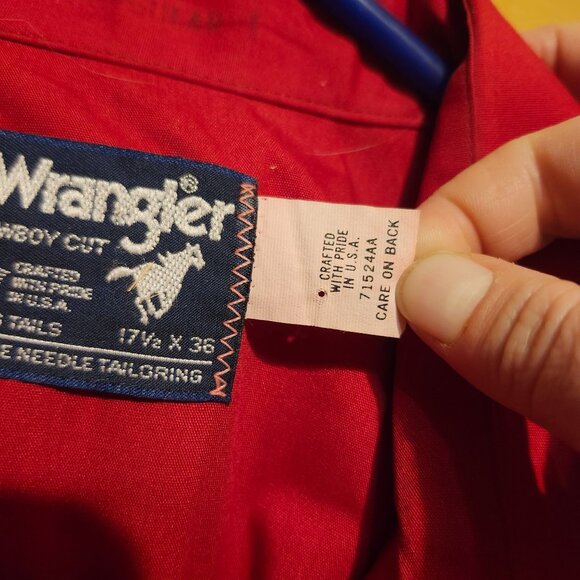 Wrangler®
WBOY CUT
CRAFTED
WITH PRIDE
IN U.S.A.
TAILS
17½ X 36
NEEDLE TAILORING
CRAFTED
WITH PRIDE
IN U.S.A.
71524AA
CARE ON BACK